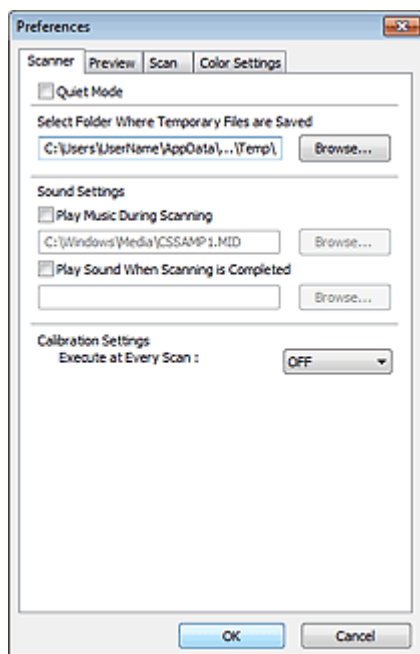 Preferences
Scanner Preview Scan Color Settings
Quiet Mode
Select Folder Where Temporary Files are Saved
C:\Users\UserName\AppData\...\Temp\ Browse...
Sound Settings
Play Music During Scanning
C:\Windows\Media\CSSAMP1.MID Browse...
Play Sound When Scanning is Completed
Browse...
Calibration Settings
Execute at Every Scan : OFF
OK Cancel